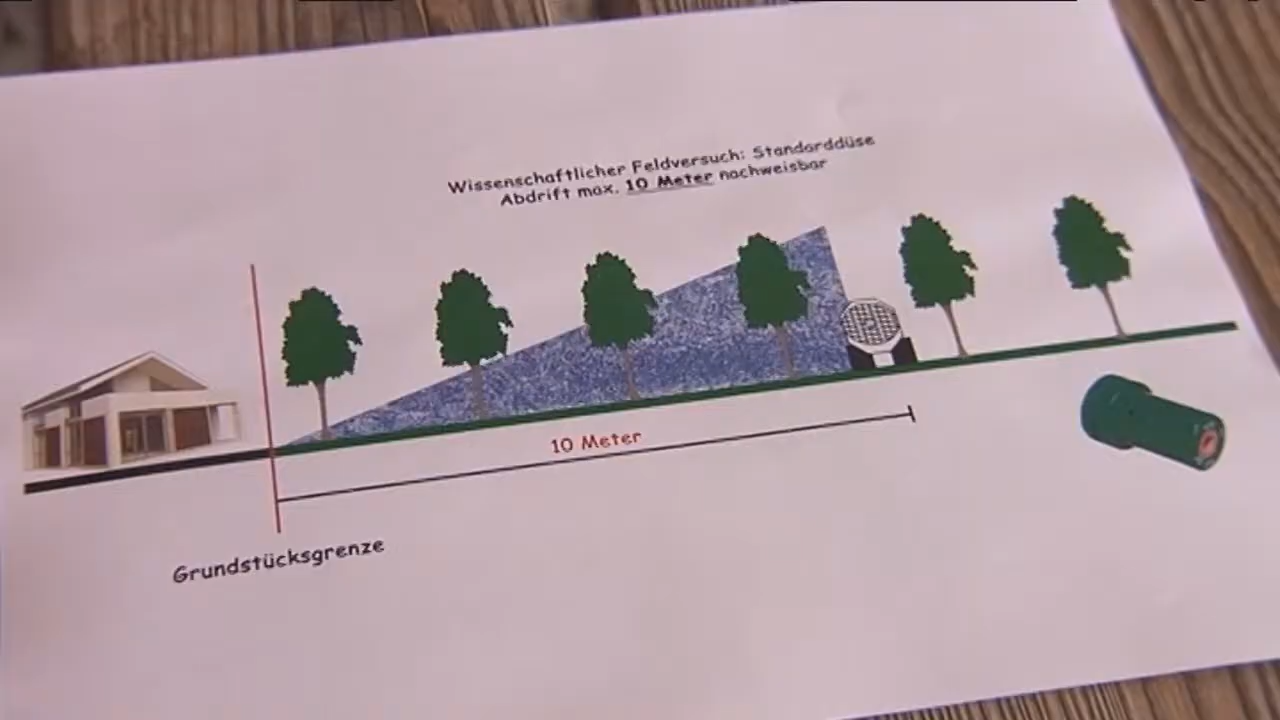 Wissenschaftlicher Feldversuch: Standarddüse
Abdrift max. 10 Meter nachweisbar
10 Meter
Grundstücksgrenze